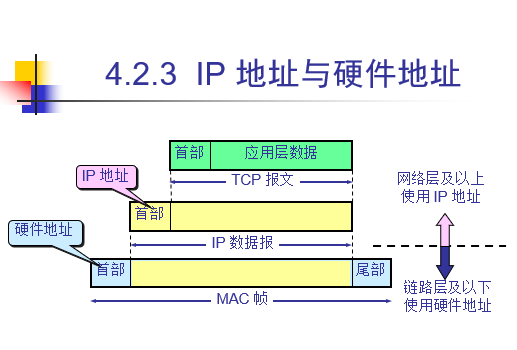 4.2.3 IP 地址与硬件地址
首部
应用层数据
TCP 报文
IP 地址
首部
IP 数据报
硬件地址
首部
尾部
MAC 帧
网络层及以上
使用 IP 地址
链路层及以下
使用硬件地址